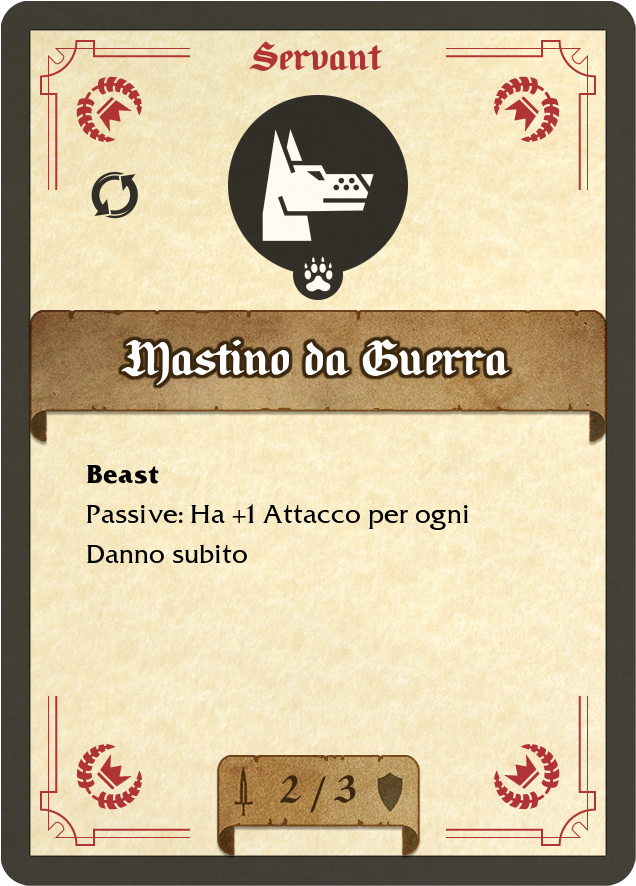 Servant
Mastino da Guerra
Beast
Passive: Ha +1 Attacco per ogni
Danno subito
2 / 3